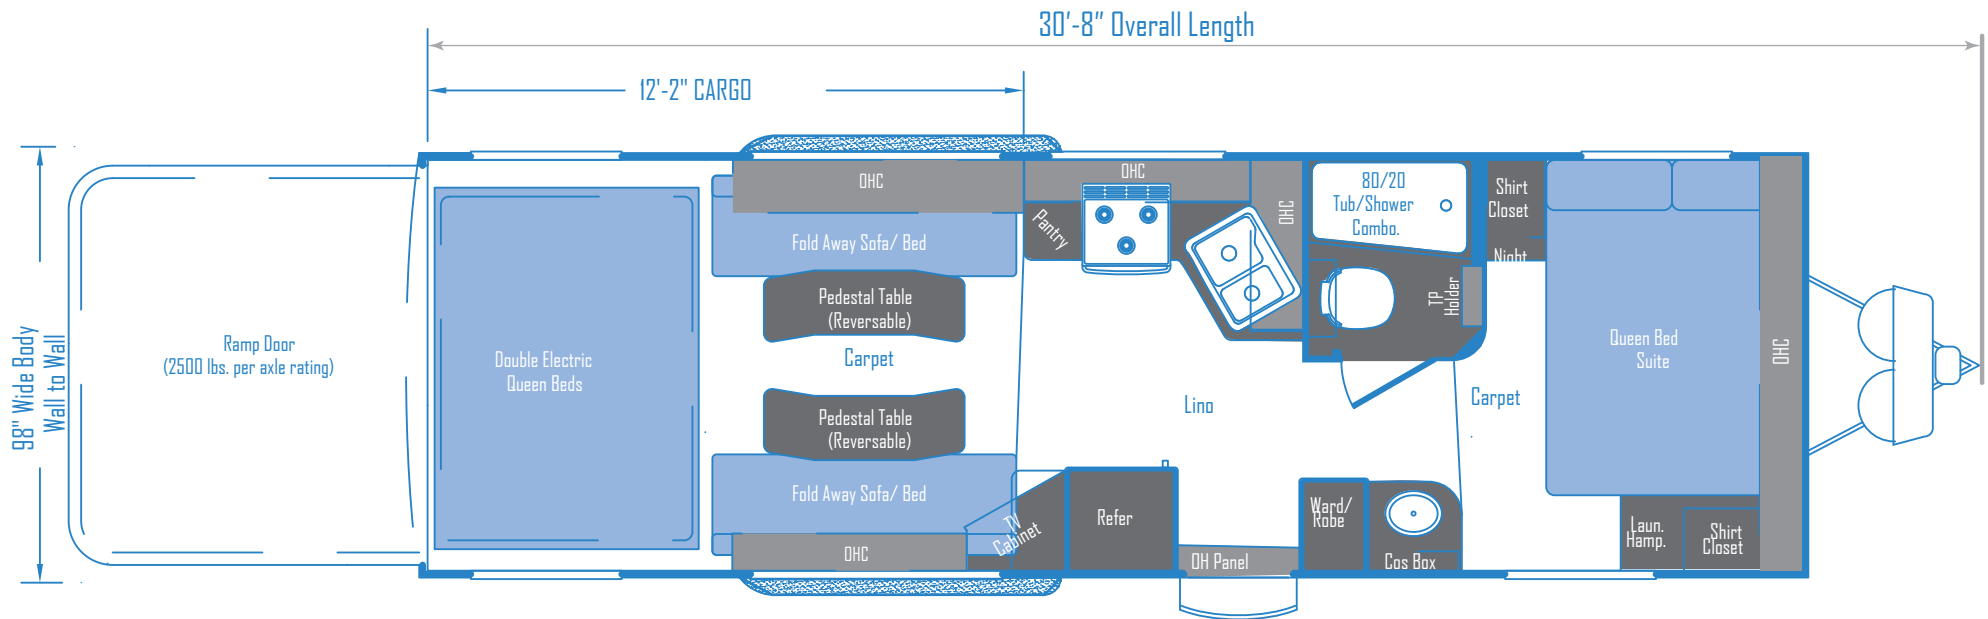 30'-8" Overall Length
12'-2" CARGO
98" Wide Body
Wall to Wall
Ramp Door
(2500 lbs. per axle rating)
Double Electric
Queen Beds
OHC
Fold Away Sofa/ Bed
Pedestal Table
(Reversable)
Carpet
Pedestal Table
(Reversable)
Fold Away Sofa/ Bed
OHC
TV
Cabinet
Refer
OHC
Pantry
OHC
Lino
OH Panel
80/20
Tub/Shower
Combo.
TP
Holder
Ward/
Robe
Cos Box
Shirt
Closet
Night
Carpet
Queen Bed
Suite
OHC
Laun.
Hamp.
Shirt
Closet